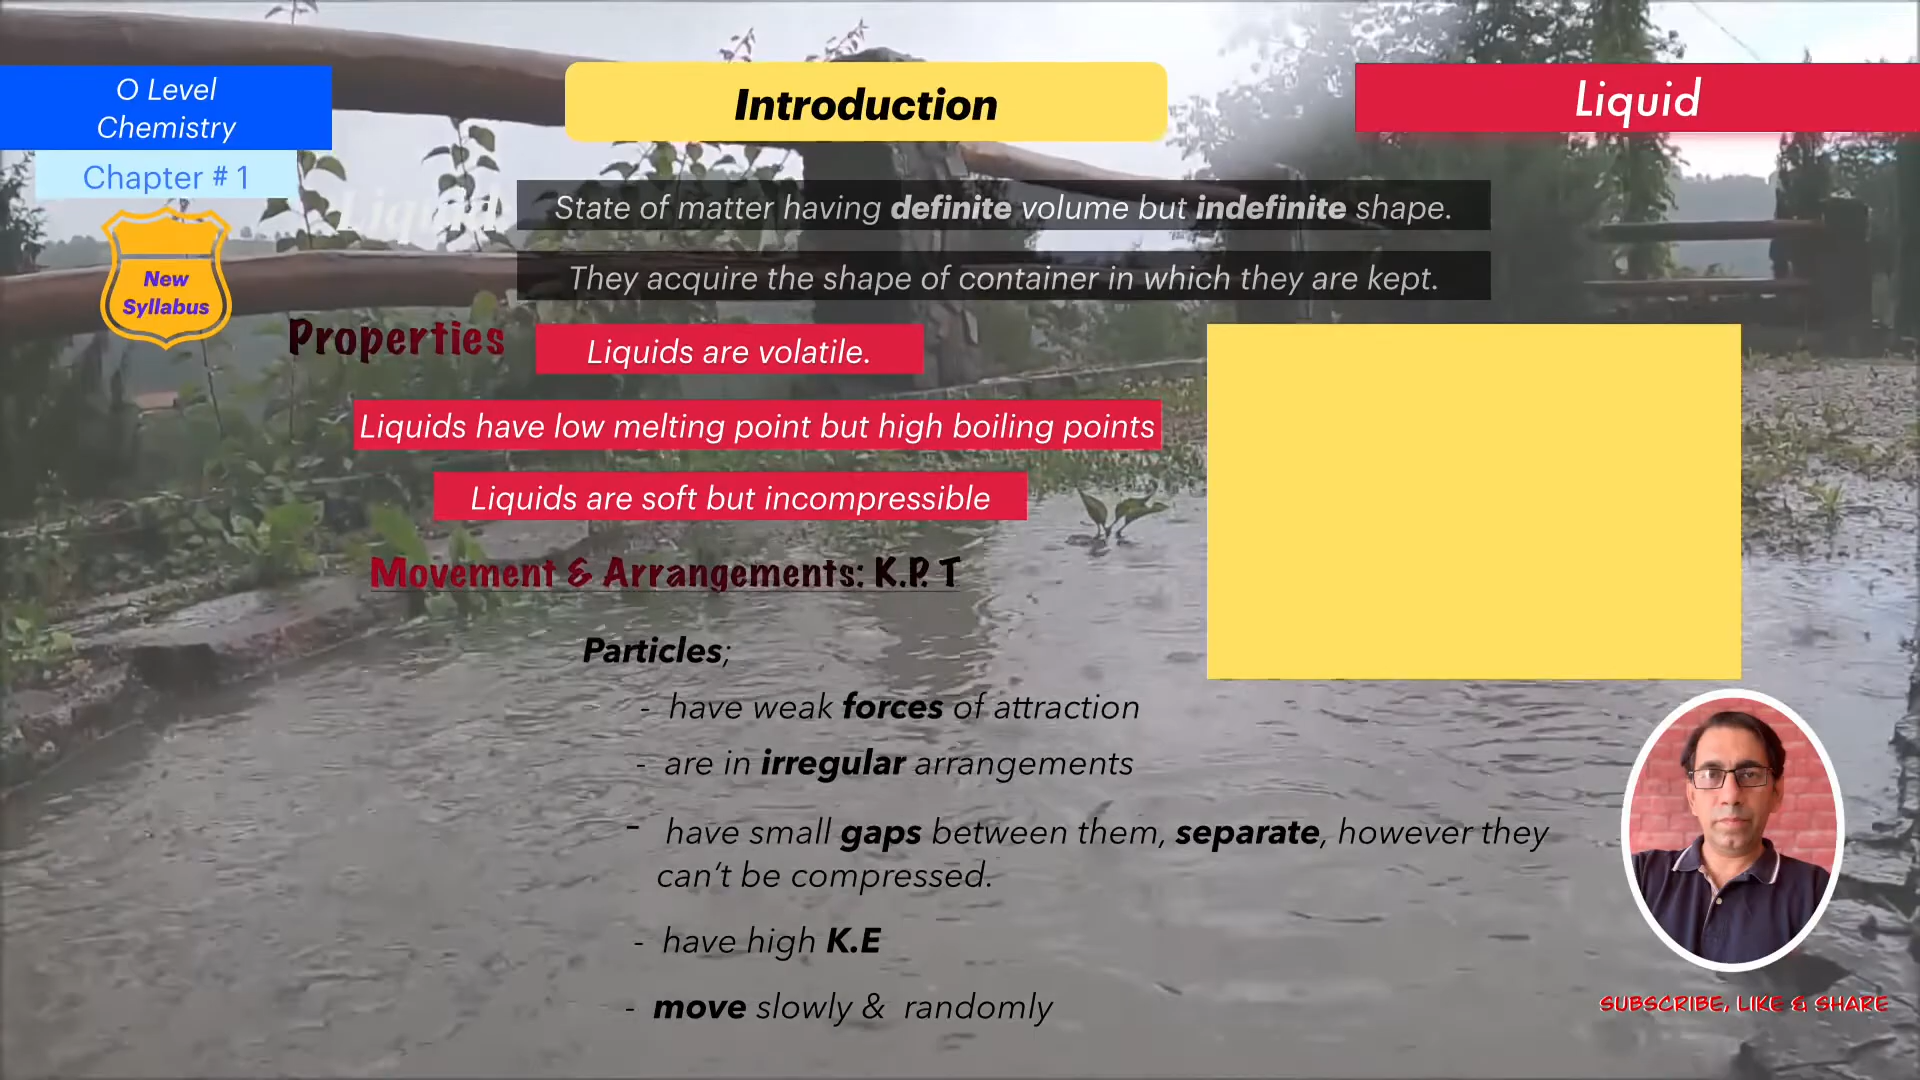 O Level
Chemistry
Introduction
Liquid
Chapter # 1
Liquid:
State of matter having definite volume but indefinite shape.
They acquire the shape of container in which they are kept.
New
Syllabus
Properties
Liquids are volatile.
Liquids have low melting point but high boiling points
Liquids are soft but incompressible
Movement & Arrangements: K.P. T
Particles;
- have weak forces of attraction
- are in irregular arrangements
- have small gaps between them, separate, however they
can't be compressed.
- have high K.E
- move slowly & randomly
SUBSCRIBE, LIKE & SHARE